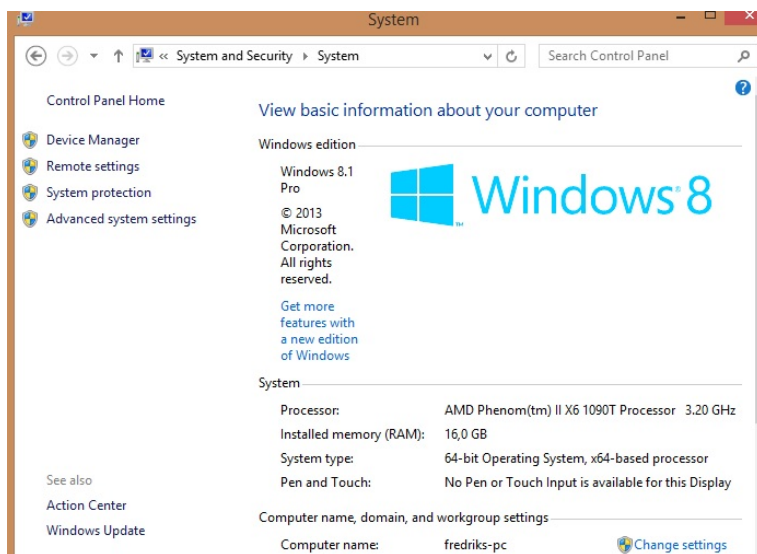 System
« System and Security ▸ System
Search Control Panel
Control Panel Home
Device Manager
Remote settings
System protection
Advanced system settings
See also
Action Center
Windows Update
View basic information about your computer
Windows edition
Windows 8.1
Pro
© 2013
Microsoft
Corporation.
All rights
reserved.
Get more
features with
a new edition
of Windows
Windows® 8
™
System
Processor: AMD Phenom(tm) II X6 1090T Processor 3.20 GHz
Installed memory (RAM): 16,0 GB
System type: 64-bit Operating System, x64-based processor
Pen and Touch: No Pen or Touch Input is available for this Display
Computer name, domain, and workgroup settings
Computer name: fredriks-pc Change settings